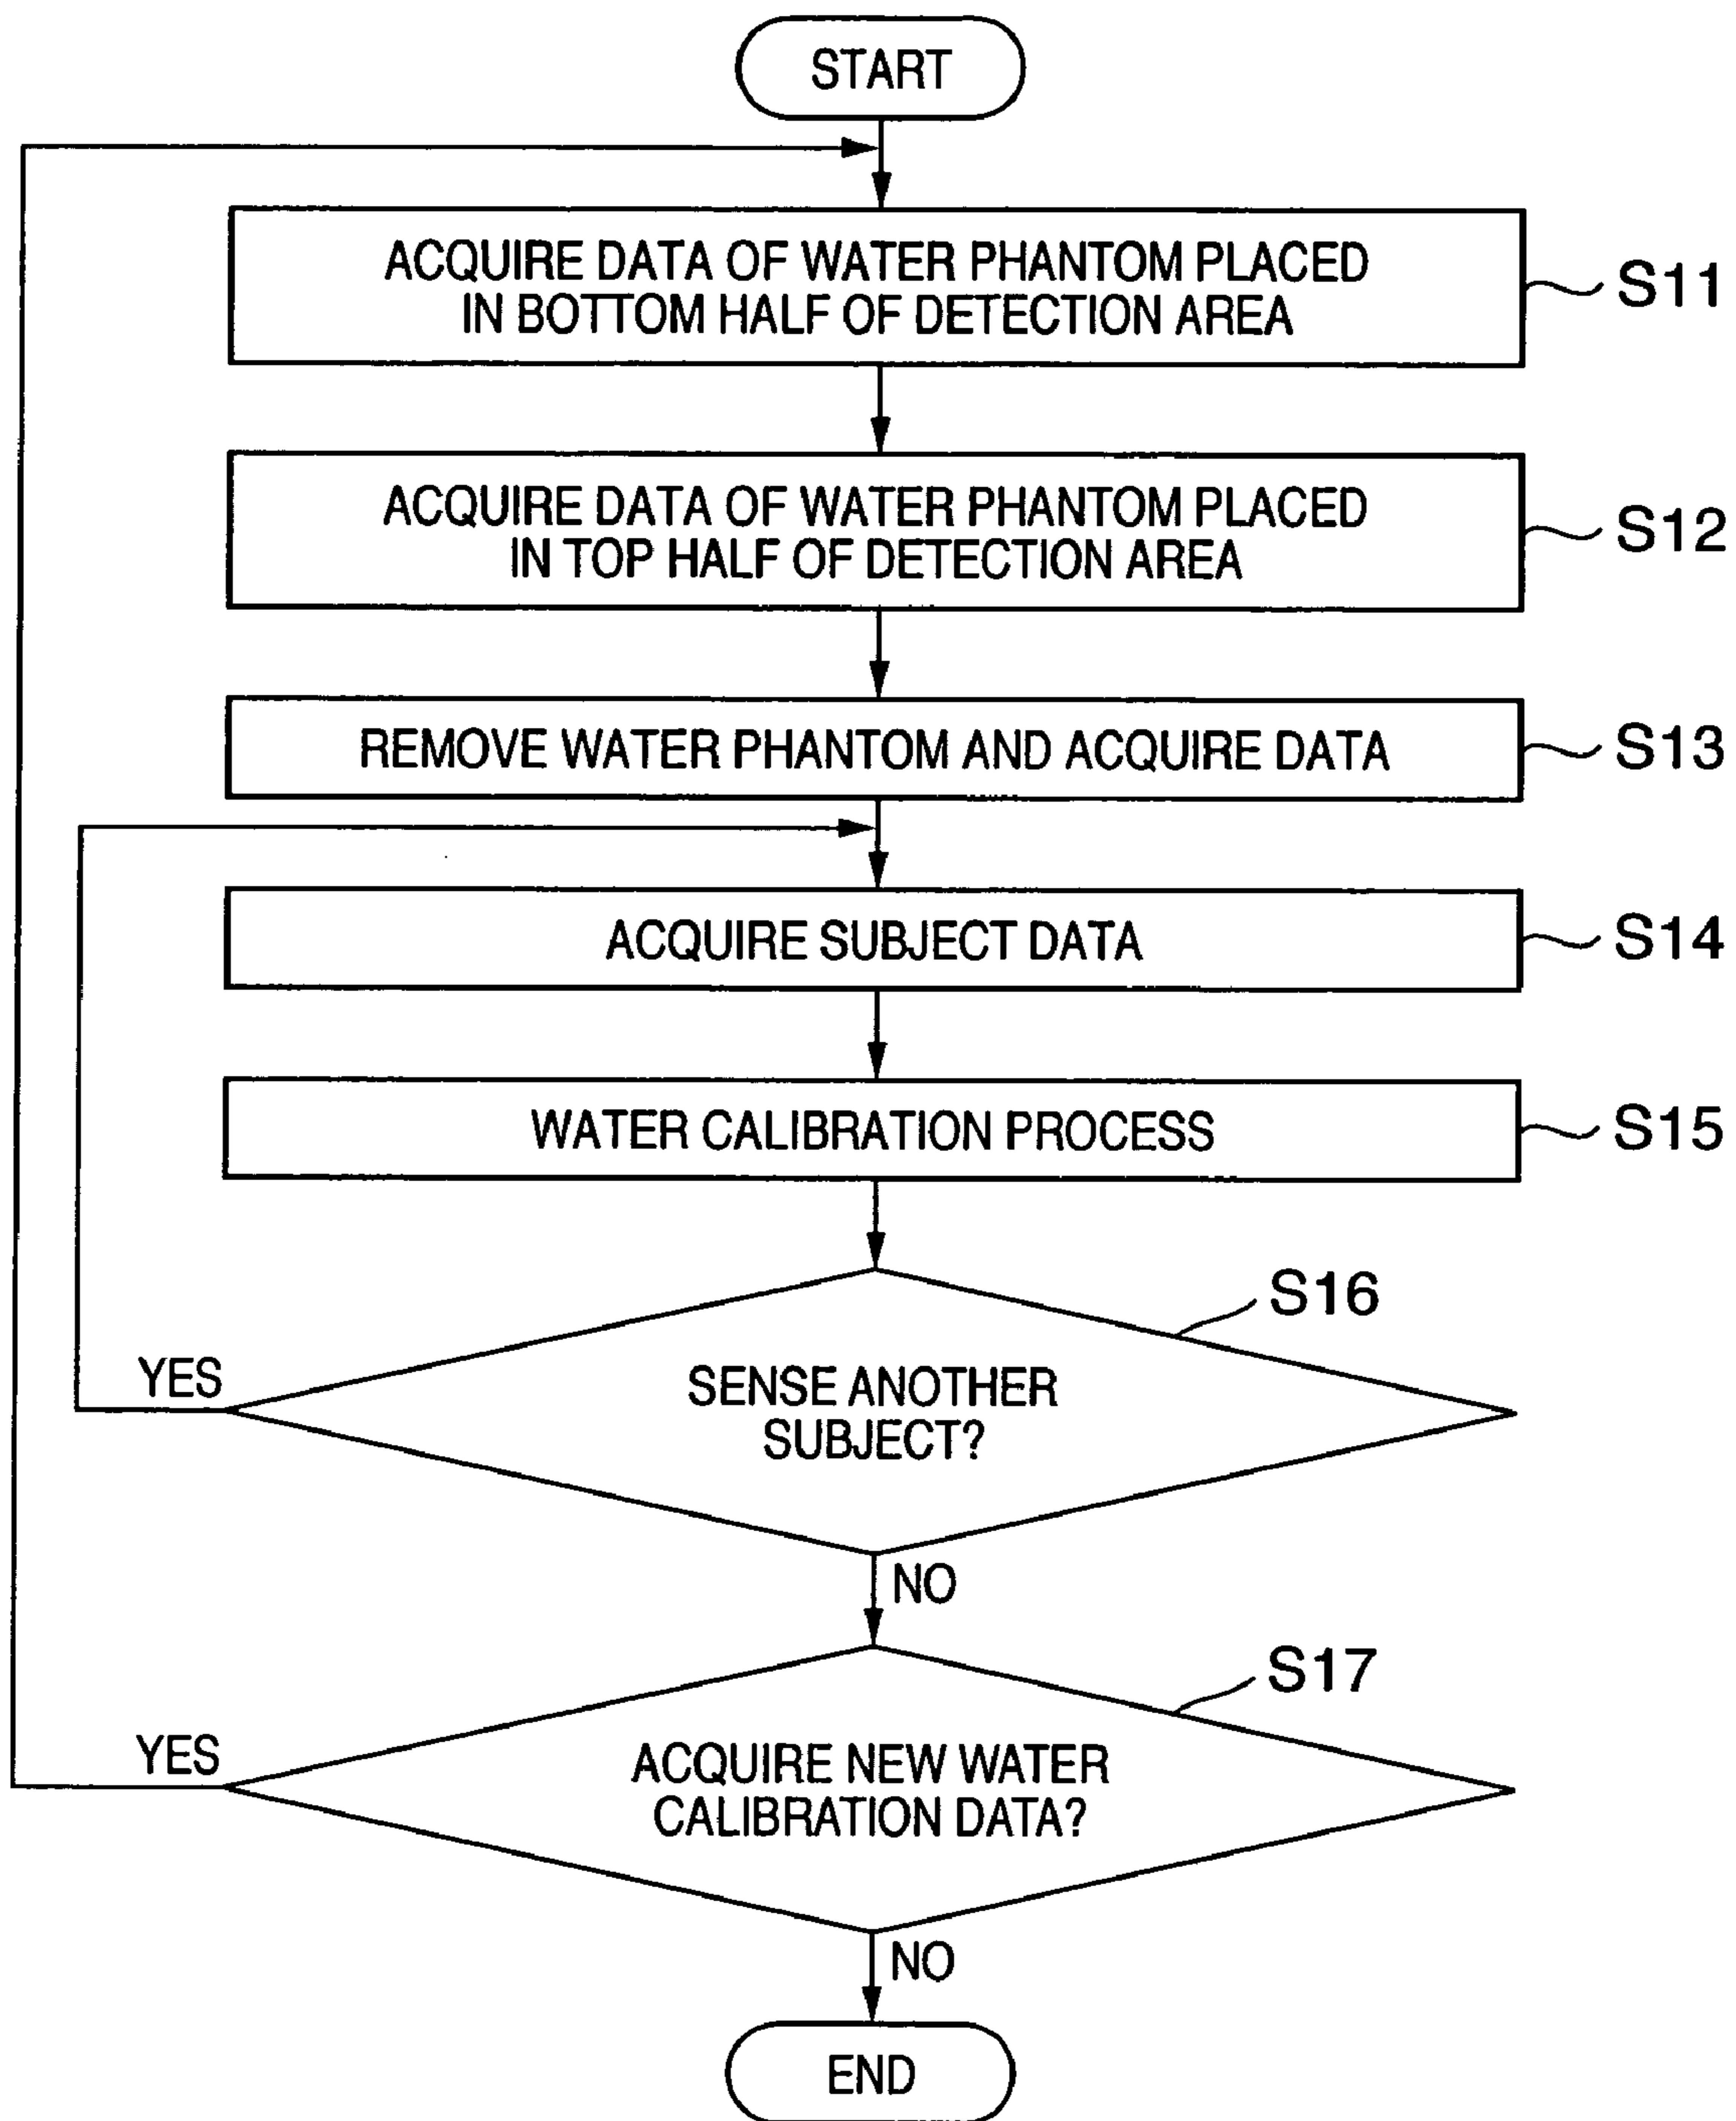 START
ACQUIRE DATA OF WATER PHANTOM PLACED
IN BOTTOM HALF OF DETECTION AREA
S11
ACQUIRE DATA OF WATER PHANTOM PLACED
IN TOP HALF OF DETECTION AREA
S12
REMOVE WATER PHANTOM AND ACQUIRE DATA
S13
ACQUIRE SUBJECT DATA
S14
WATER CALIBRATION PROCESS
S15
S16
YES
SENSE ANOTHER
SUBJECT?
NO
S17
YES
ACQUIRE NEW WATER
CALIBRATION DATA?
NO
END